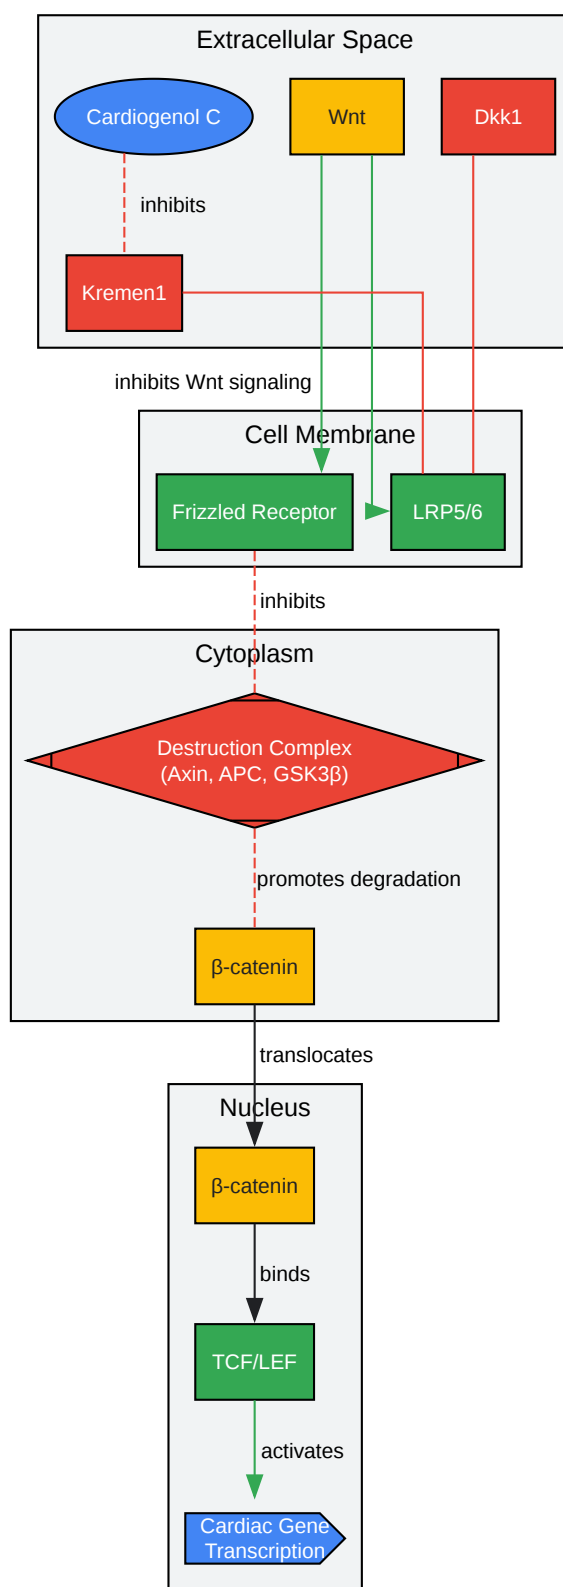 Extracellular Space
Cardiogenol C
Wnt
Dkk1
inhibits
Kremen1
inhibits Wnt signaling
Cell Membrane
Frizzled Receptor
LRP5/6
inhibits
Cytoplasm
Destruction Complex
(Axin, APC, GSK3β)
promotes degradation
β-catenin
translocates
Nucleus
β-catenin
binds
TCF/LEF
activates
Cardiac Gene
Transcription